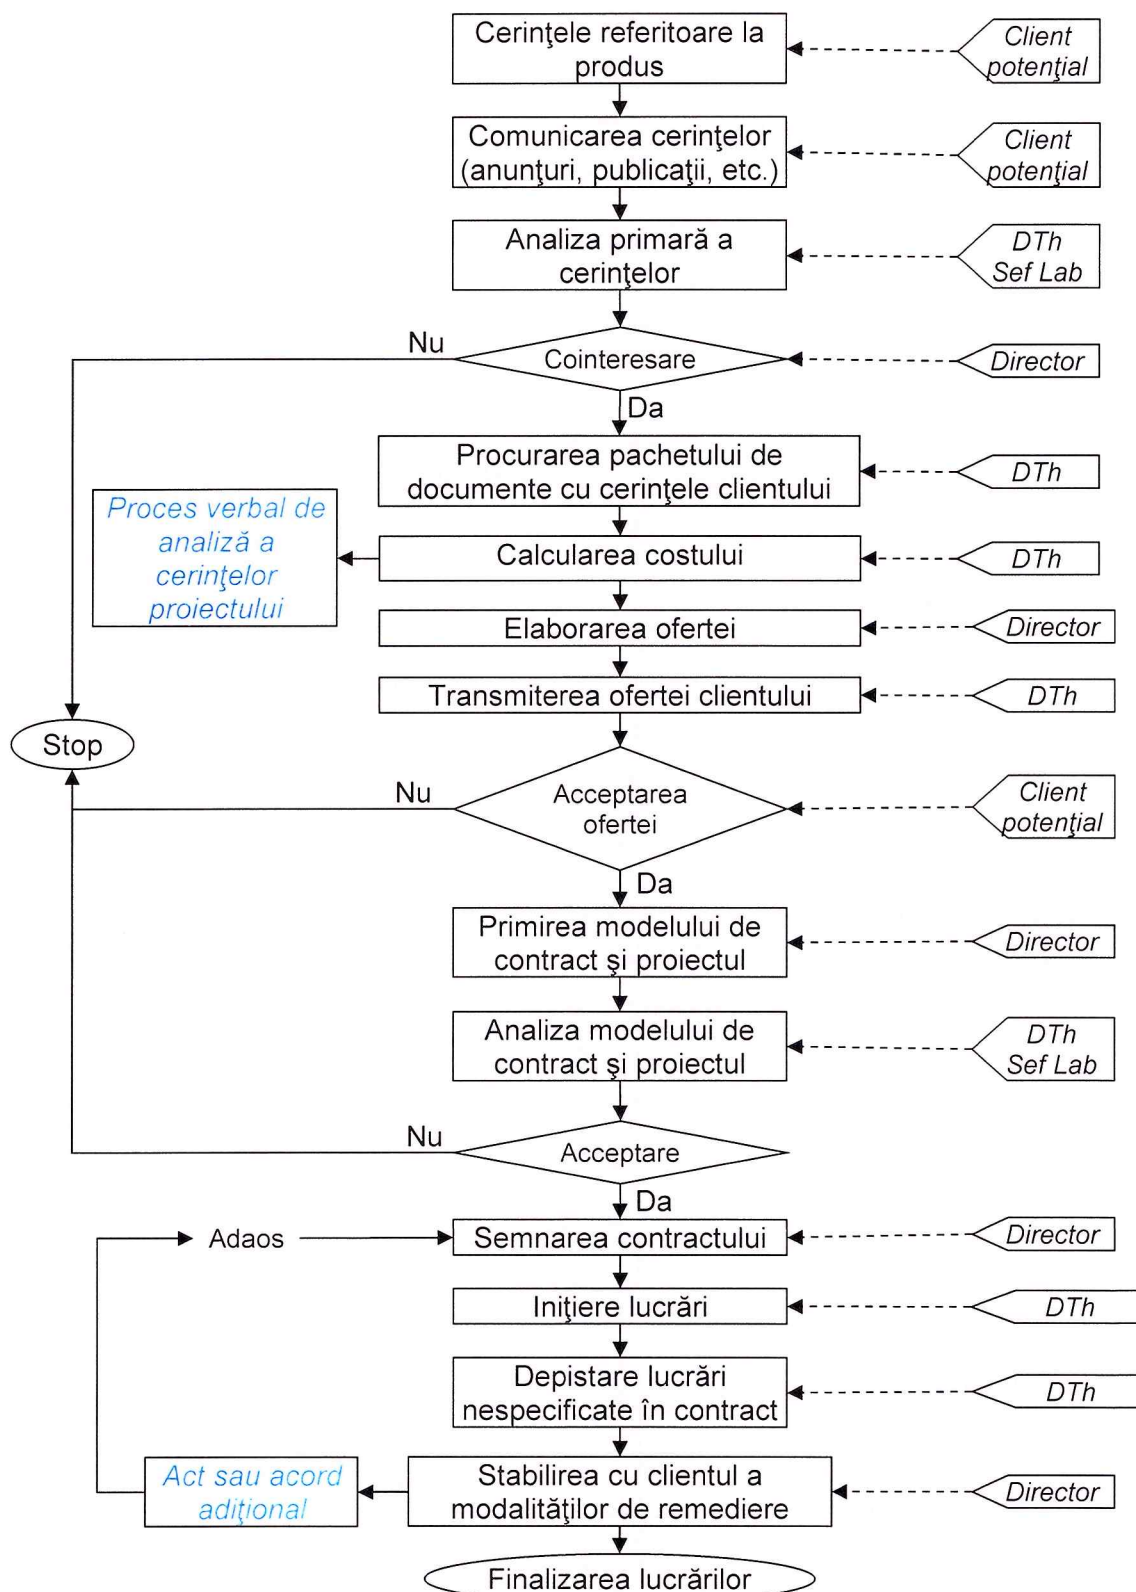 Cerinţele referitoare la
produs
Client
potenţial
Comunicarea cerinţelor
(anunţuri, publicaţii, etc.)
Client
potenţial
Analiza primară a
cerinţelor
DTh
Sef Lab
Nu
Cointeresare
Director
Da
Procurarea pachetului de
documente cu cerinţele clientului
DTh
Proces verbal de
analiză a
cerinţelor
proiectului
Calcularea costului
DTh
Elaborarea ofertei
Director
Transmiterea ofertei clientului
DTh
Stop
Nu
Acceptarea
ofertei
Client
potenţial
Da
Primirea modelului de
contract şi proiectul
Director
Analiza modelului de
contract şi proiectul
DTh
Sef Lab
Nu
Acceptare
Da
Adaos
Semnarea contractului
Director
Iniţiere lucrări
DTh
Depistare lucrări
nespecificate în contract
DTh
Act sau acord
adiţional
Stabilirea cu clientul a
modalităţilor de remediere
Director
Finalizarea lucrărilor